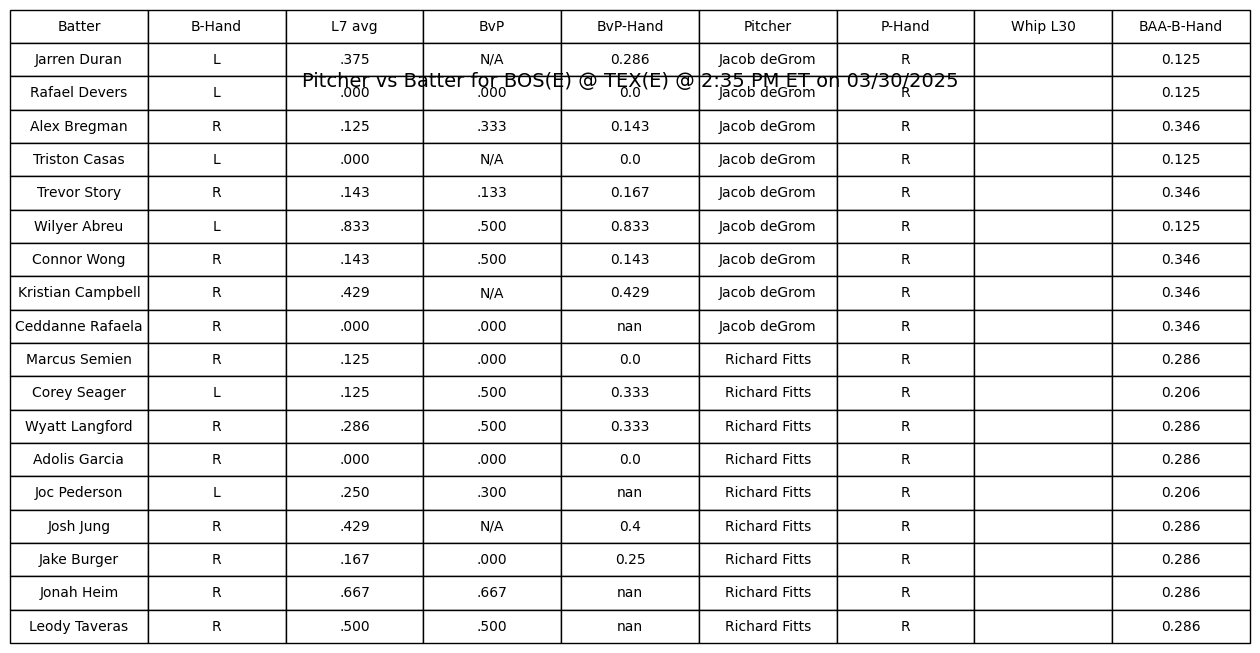 Batter B-Hand L7 avg BvP BvP-Hand Pitcher P-Hand Whip L30 BAA-B-Hand
Jarren Duran L .375 N/A 0.286 Jacob deGrom R 0.125
Pitcher vs Batter for BOS(E) @ TEX(E) @ 2:35 PM ET on 03/30/2025
Rafael Devers L .000 .000 0.0 Jacob deGrom R 0.125
Alex Bregman R .125 .333 0.143 Jacob deGrom R 0.346
Triston Casas L .000 N/A 0.0 Jacob deGrom R 0.125
Trevor Story R .143 .133 0.167 Jacob deGrom R 0.346
Wilyer Abreu L .833 .500 0.833 Jacob deGrom R 0.125
Connor Wong R .143 .500 0.143 Jacob deGrom R 0.346
Kristian Campbell R .429 N/A 0.429 Jacob deGrom R 0.346
Ceddanne Rafaela R .000 .000 nan Jacob deGrom R 0.346
Marcus Semien R .125 .000 0.0 Richard Fitts R 0.286
Corey Seager L .125 .500 0.333 Richard Fitts R 0.206
Wyatt Langford R .286 .500 0.333 Richard Fitts R 0.286
Adolis Garcia R .000 .000 0.0 Richard Fitts R 0.286
Joc Pederson L .250 .300 nan Richard Fitts R 0.206
Josh Jung R .429 N/A 0.4 Richard Fitts R 0.286
Jake Burger R .167 .000 0.25 Richard Fitts R 0.286
Jonah Heim R .667 .667 nan Richard Fitts R 0.286
Leody Taveras R .500 .500 nan Richard Fitts R 0.286